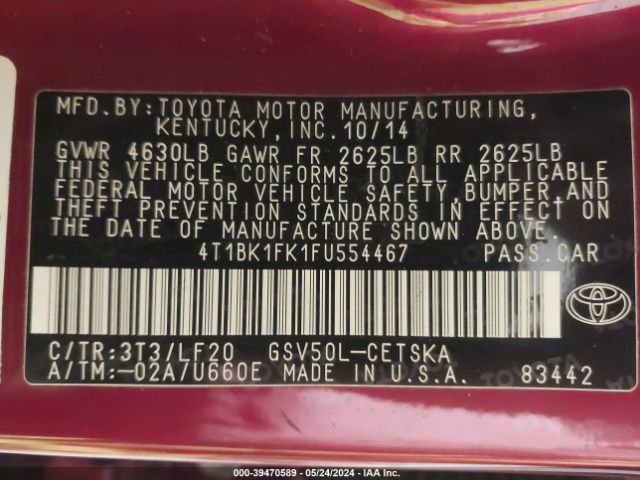 MFD.BY:TOYOTA MOTOR MANUFACTURING,
KENTUCKY,INC.10/14
GVWR 4630LB GAWR FR 2625LB RR 2625LB
THIS VEHICLE CONFORMS TO ALL APPLICABLE
FEDERAL MOTOR VEHICLE SAFETY,BUMPER,AND
THEFT PREVENTION STANDARDS IN EFFECT ON
THE DATE OF MANUFACTURE SHOWN ABOVE.
4T1BK1FK1FU554467 PASS.CAR
C/TR:3T3/LF20 GSV50L-CETSKA
A/TM:-02A/U660E MADE IN U.S.A. 83442
000-39470589 - 05/24/2024 - IAA Inc.